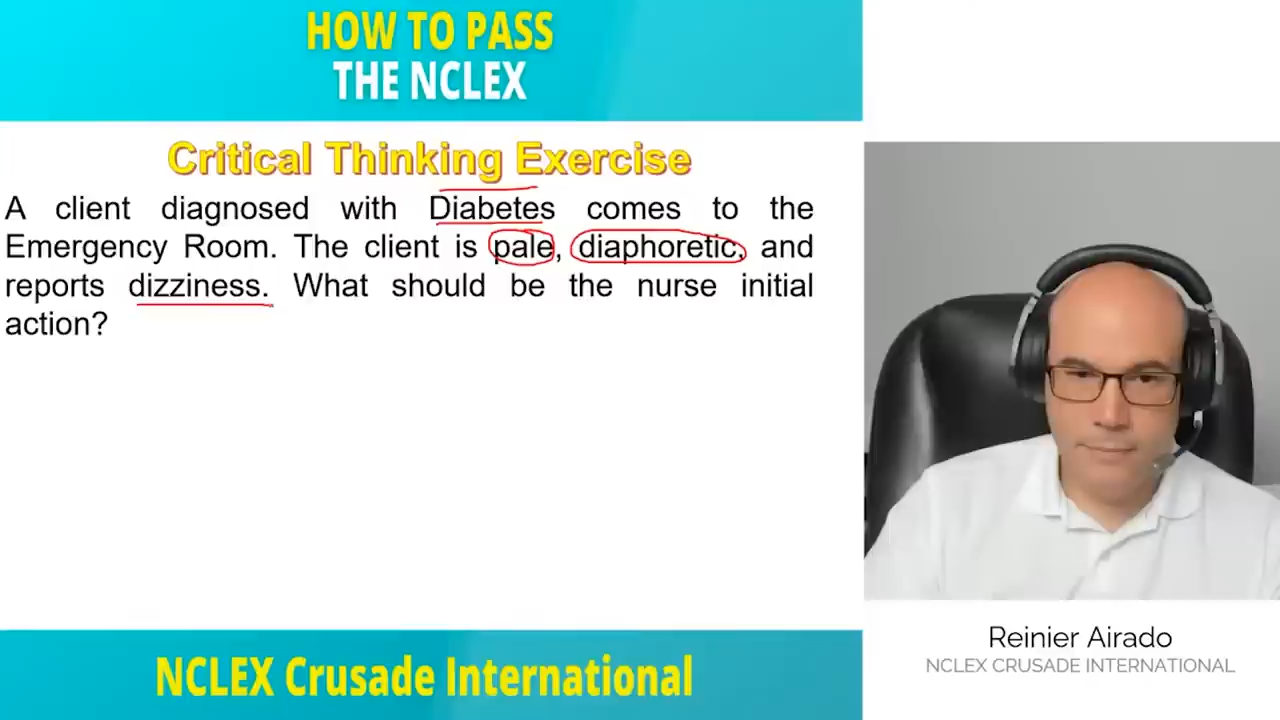 HOW TO PASS
THE NCLEX
Critical Thinking Exercise
A client diagnosed with Diabetes comes to the
Emergency Room. The client is pale, diaphoretic, and
reports dizziness. What should be the nurse initial
action?
Reinier Airado
NCLEX CRUSADE INTERNATIONAL
NCLEX Crusade International